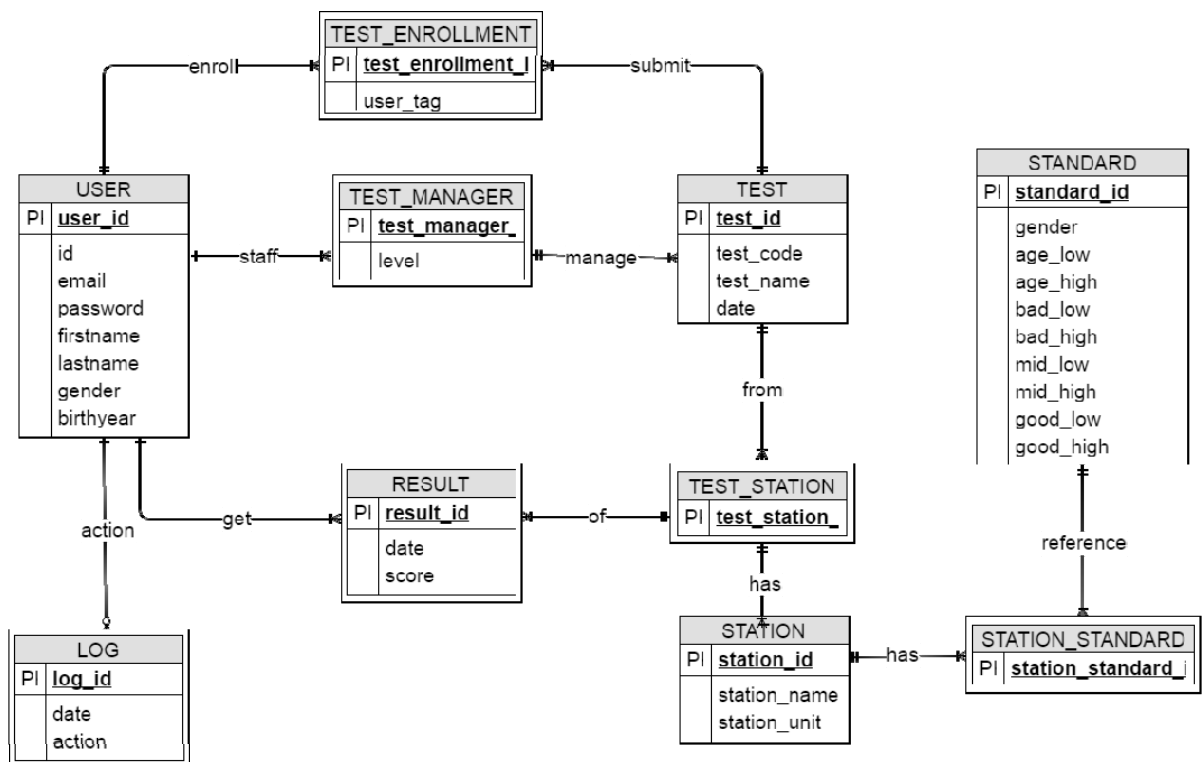 TEST_ENROLLMENT
PI test_enrollment_I
user_tag
enroll
submit
USER
PI user_id
id
email
password
firstname
lastname
gender
birthyear
staff
TEST_MANAGER
PI test_manager_
level
manage
TEST
PI test_id
test_code
test_name
date
STANDARD
PI standard_id
gender
age_low
age_high
bad_low
bad_high
mid_low
mid_high
good_low
good_high
from
action
get
RESULT
PI result_id
date
score
of
TEST_STATION
PI test_station_
reference
has
LOG
PI log_id
date
action
STATION
PI station_id
station_name
station_unit
has
STATION_STANDARD
PI station_standard_i